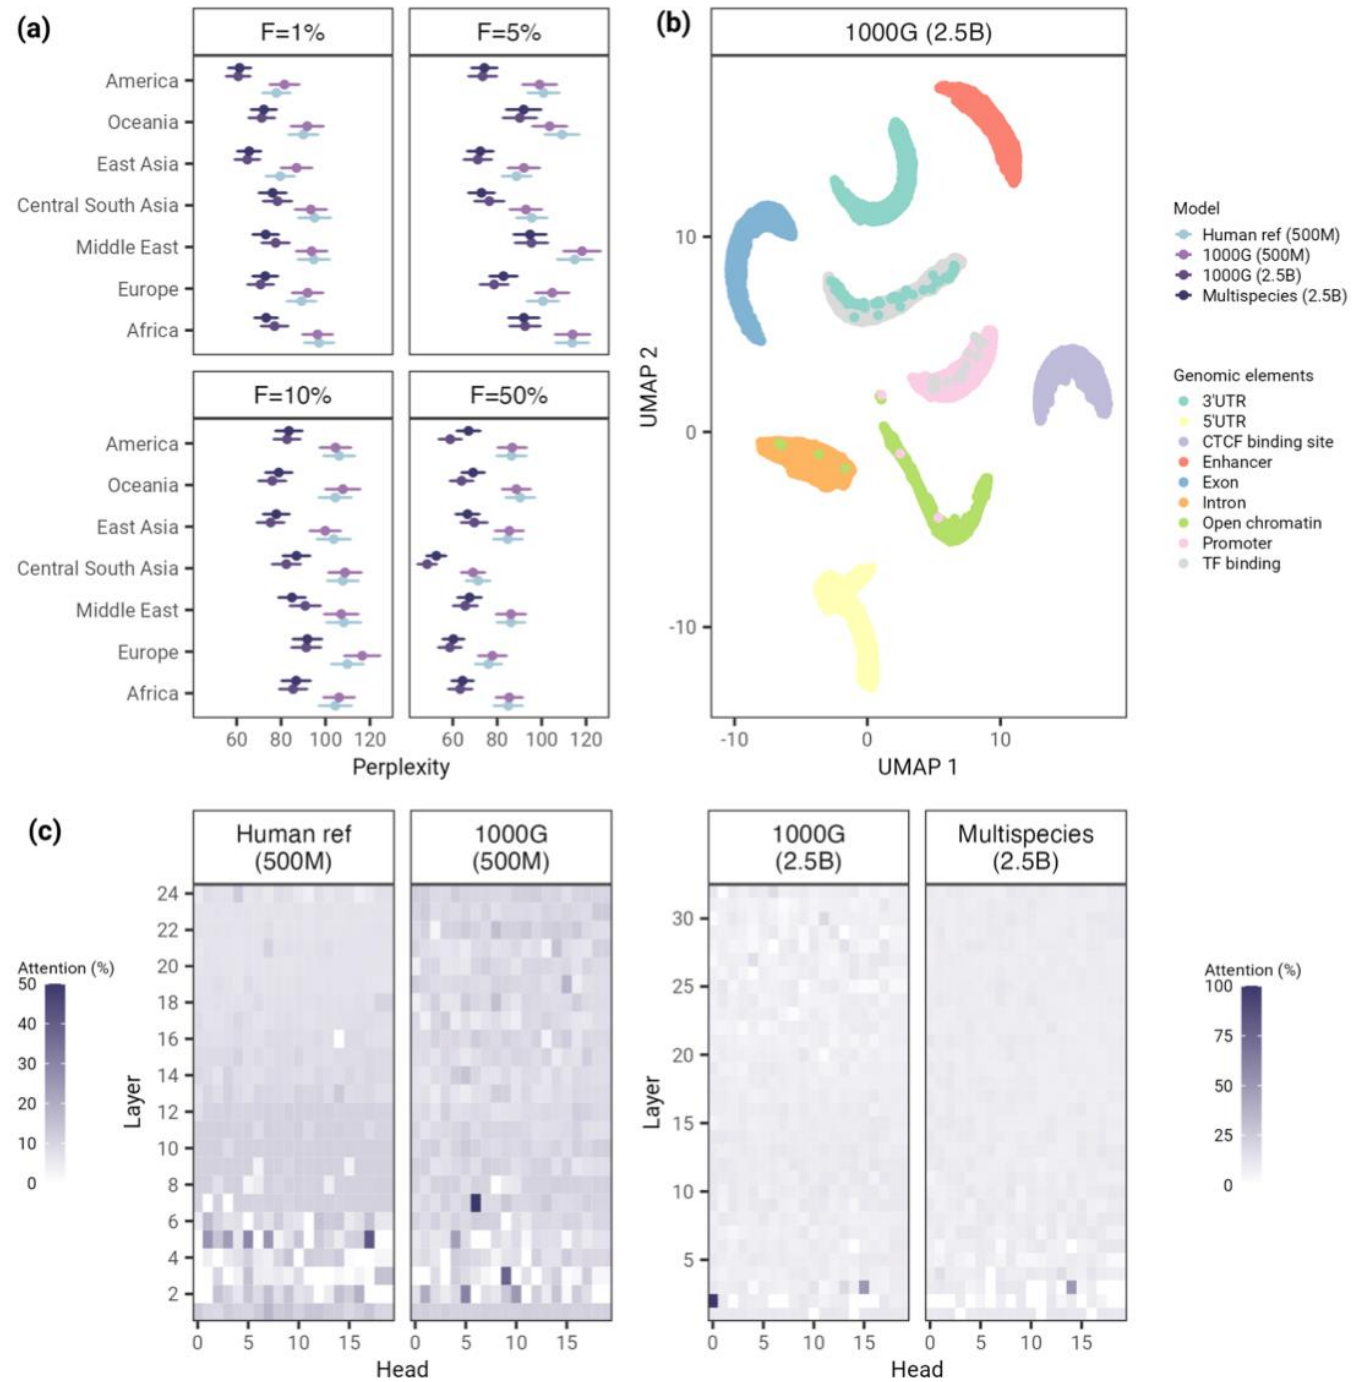 (a)
F=1%
F=5%
America
Oceania
East Asia
Central South Asia
Middle East
Europe
Africa
F=10%
F=50%
America
Oceania
East Asia
Central South Asia
Middle East
Europe
Africa
60 80 100 120
60 80 100 120
Perplexity
(b)
1000G (2.5B)
10
0
-10
UMAP 2
-10 0 10
UMAP 1
Model
Human ref (500M)
1000G (500M)
1000G (2.5B)
Multispecies (2.5B)
Genomic elements
3'UTR
5'UTR
CTCF binding site
Enhancer
Exon
Intron
Open chromatin
Promoter
TF binding
(c)
Human ref
(500M)
1000G
(500M)
1000G
(2.5B)
Multispecies
(2.5B)
Attention (%)
50
40
30
20
10
0
Layer
24
22
20
18
16
14
12
10
8
6
4
2
0 5 10 15
0 5 10 15
Head
Layer
30
25
20
15
10
5
0 5 10 15
0 5 10 15
Head
Attention (%)
100
75
50
25
0